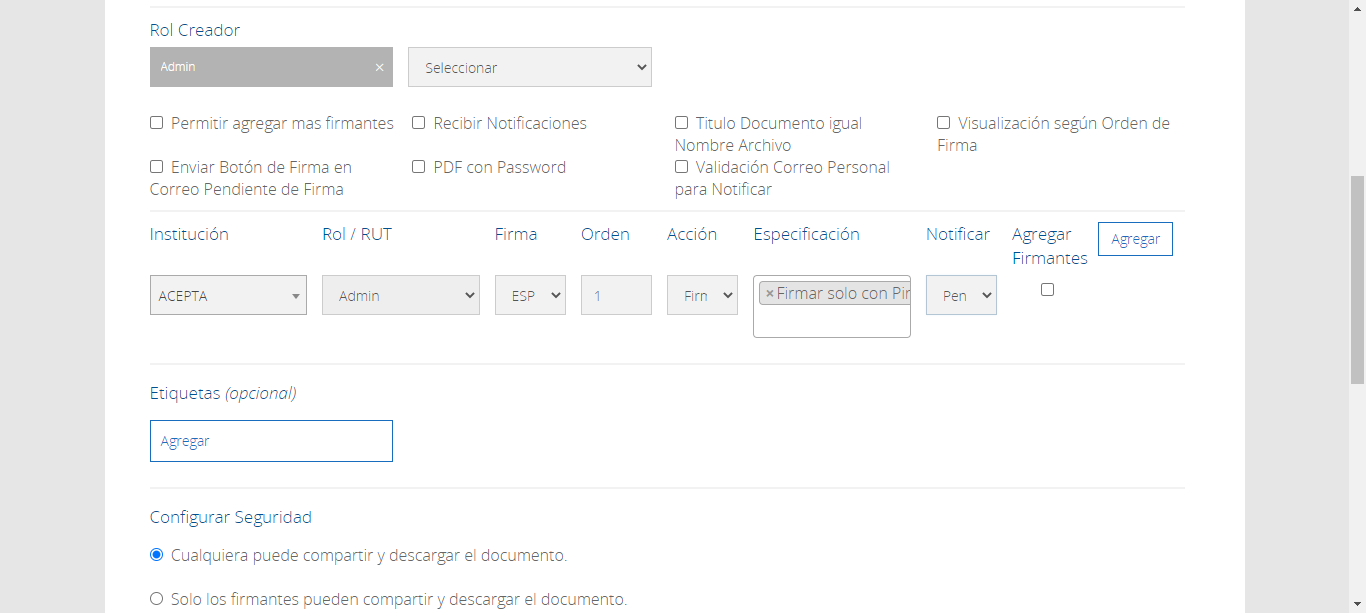 Rol Creador
Admin × Seleccionar
Permitir agregar mas firmantes Recibir Notificaciones Titulo Documento igual Visualización según Orden de
Nombre Archivo Firma
Enviar Botón de Firma en PDF con Password Validación Correo Personal
Correo Pendiente de Firma para Notificar
Institución Rol / RUT Firma Orden Acción Especificación Notificar Agregar Agregar
Firmantes
ACEPTA Admin ESP 1 Firn ×Firmar solo con Pin Pen
Etiquetas (opcional)
Agregar
Configurar Seguridad
Cualquiera puede compartir y descargar el documento.
Solo los firmantes pueden compartir y descargar el documento.